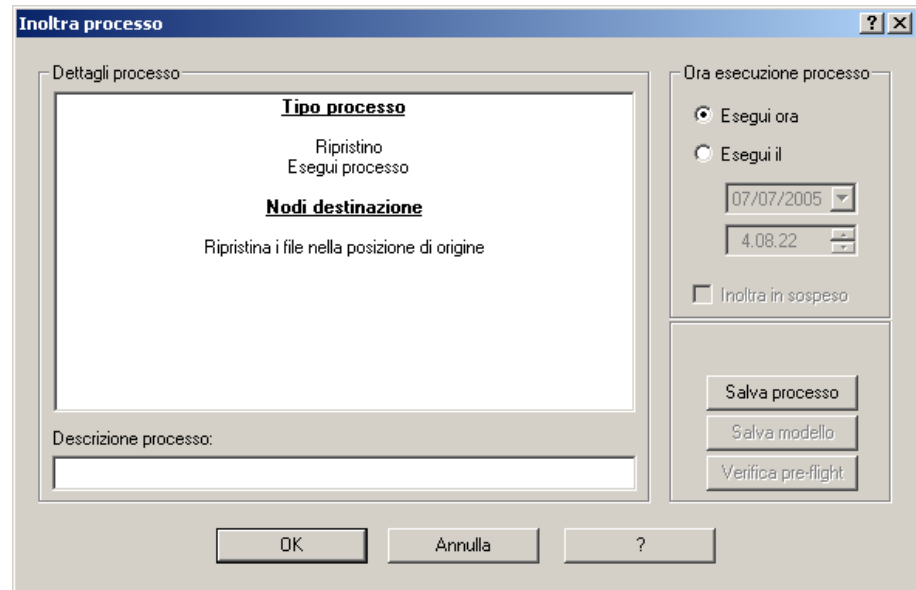 Inoltra processo
Dettagli processo
Tipo processo
Ripristino
Esegui processo
Nodi destinazione
Ripristina i file nella posizione di origine
Descrizione processo:
Ora esecuzione processo
Esegui ora
Esegui il
07/07/2005
4.08.22
Inoltra in sospeso
Salva processo
Salva modello
Verifica pre-flight
OK
Annulla
?